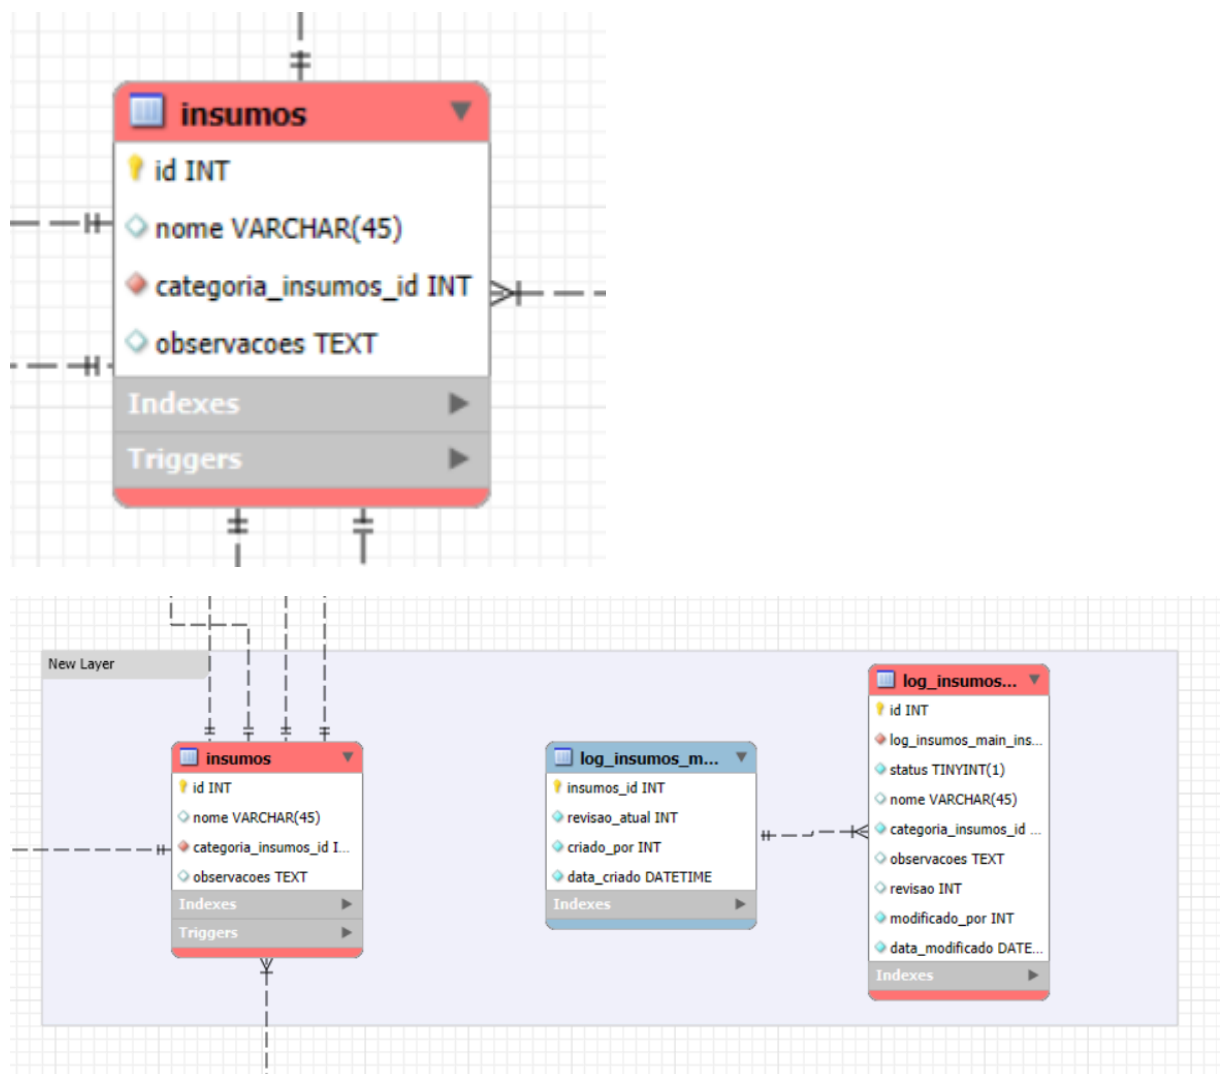 insumos
id INT
nome VARCHAR(45)
categoria_insumos_id INT
observacoes TEXT
Indexes
Triggers
New Layer
insumos
id INT
nome VARCHAR(45)
categoria_insumos_id I...
observacoes TEXT
Indexes
Triggers
log_insumos_m...
insumos_id INT
revisao_atual INT
criado_por INT
data_criado DATETIME
Indexes
log_insumos...
id INT
log_insumos_main_ins...
status TINYINT(1)
nome VARCHAR(45)
categoria_insumos_id ...
observacoes TEXT
revisao INT
modificado_por INT
data_modificado DATE...
Indexes